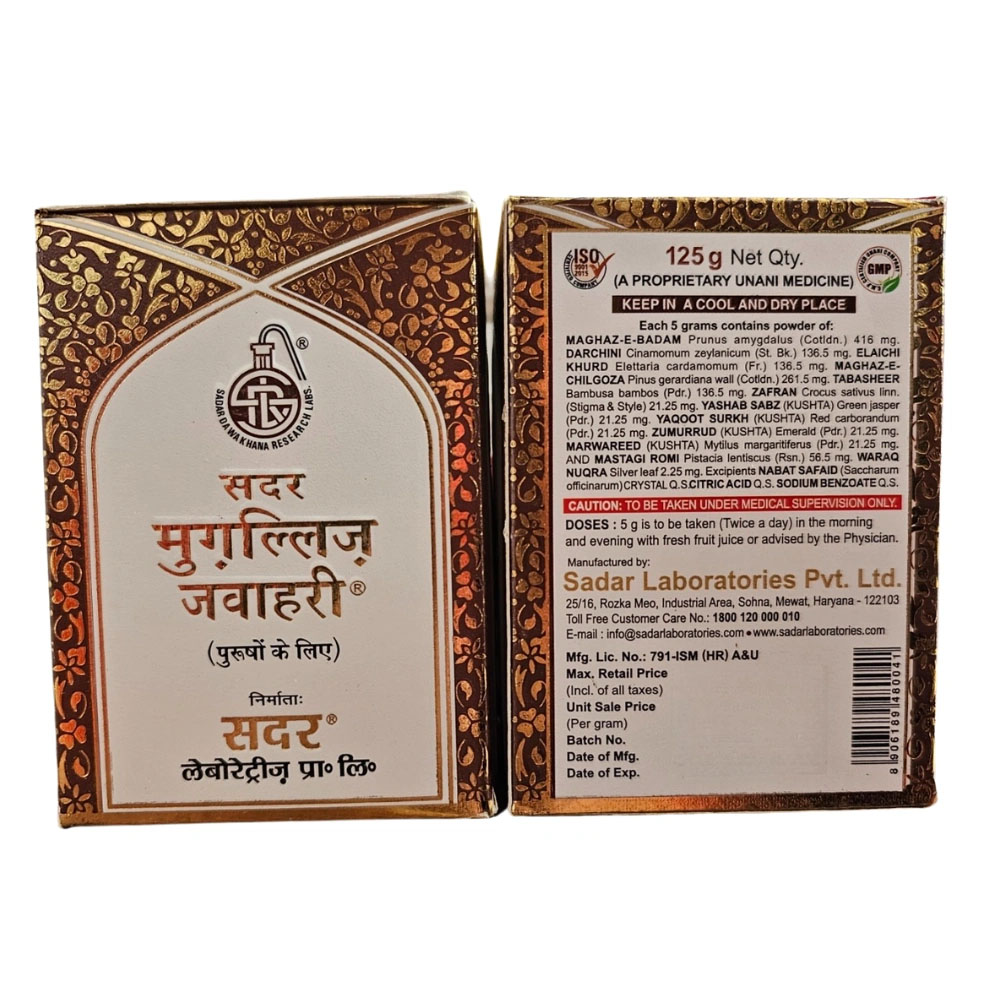 ®
SADAR DAWAKHANA RESEARCH LABS.
सदर
मुग़ल्लिज़
जवाहरी®
(पुरूषों के लिए)
निर्माताः
सदर®
लेबोरेट्रीज़ प्रा॰ लि॰
ISO
9001
2015
CERTIFIED COMPANY
125g Net Qty.
GMP
(A PROPRIETARY UNANI MEDICINE)
KEEP IN A COOL AND DRY PLACE
Each 5 grams contains powder of:
MAGHAZ-E-BADAM Prunus amygdalus (Cotldn.) 416 mg.
DARCHINI Cinamomum zeylanicum (St. Bk.) 136.5 mg. ELAICHI
KHURD Elettaria cardamomum (Fr.) 136.5 mg. MAGHAZ-E-
CHILGOZA Pinus gerardiana wall (Cotldn.) 261.5 mg. TABASHEER
Bambusa bambos (Pdr.) 136.5 mg. ZAFRAN Crocus sativus linn.
(Stigma & Style) 21.25 mg. YASHAB SABZ (KUSHTA) Green jasper
(Pdr.) 21.25 mg. YAQOOT SURKH (KUSHTA) Red carborandum
(Pdr.) 21.25 mg. ZUMURRUD (KUSHTA) Emerald (Pdr.) 21.25 mg.
MARWAREED (KUSHTA) Mytilus margaritiferus (Pdr.) 21.25 mg.
AND MASTAGI ROMI Pistacia lentiscus (Rsn.) 56.5 mg. WARAQ
NUQRA Silver leaf 2.25 mg. Excipients NABAT SAFAID (Saccharum
officinarum) CRYSTAL Q.S. CITRIC ACID Q.S. SODIUM BENZOATE Q.S.
CAUTION: TO BE TAKEN UNDER MEDICAL SUPERVISION ONLY.
DOSES : 5 g is to be taken (Twice a day) in the morning
and evening with fresh fruit juice or advised by the Physician.
Manufactured by:
Sadar Laboratories Pvt. Ltd.
25/16, Rozka Meo, Industrial Area, Sohna, Mewat, Haryana - 122103
Toll Free Customer Care No.: 1800 120 000 010
E-mail : info@sadarlaboratories.com • www.sadarlaboratories.com
Mfg. Lic. No.: 791-ISM (HR) A&U
Max. Retail Price
(Incl. of all taxes)
Unit Sale Price
(Per gram)
Batch No.
Date of Mfg.
Date of Exp.
8 906189 480041